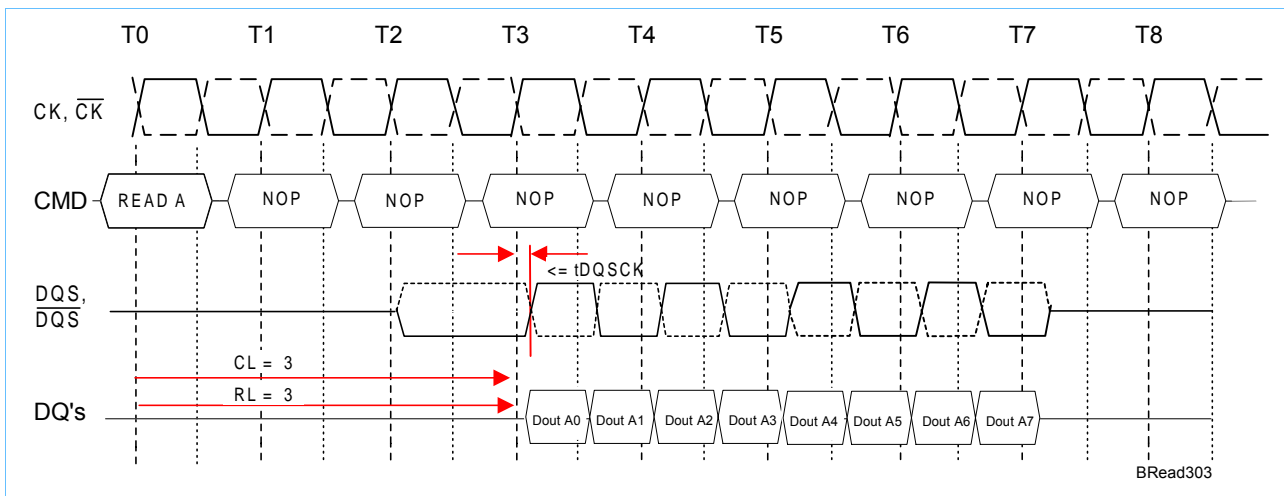 T0 T1 T2 T3 T4 T5 T6 T7 T8
CK, CK
CMD READ A NOP NOP NOP NOP NOP NOP NOP NOP
<= tDQSCK
DQS,
DQS
CL = 3
RL = 3
DQ's Dout A0 Dout A1 Dout A2 Dout A3 Dout A4 Dout A5 Dout A6 Dout A7
BRead303